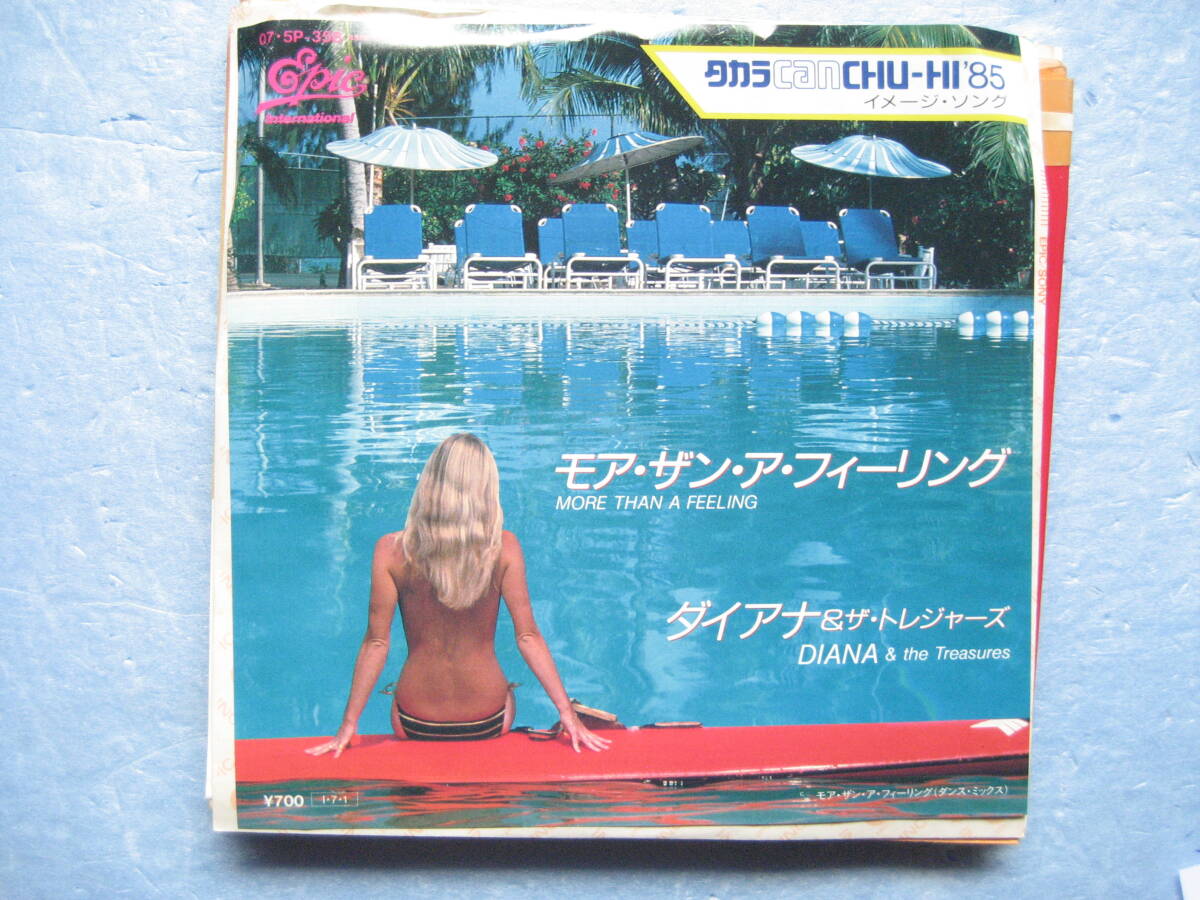 07・5P-
Epic
International
タカラcanCHU-HI'85
イメージ・ソング
EPIC SONY
モア・ザン・ア・フィーリング
MORE THAN A FEELING
ダイアナ&ザ・トレジャーズ
DIANA & the Treasures
¥700 1・7・1
モア・ザン・ア・フィーリング(ダンス・ミックス)